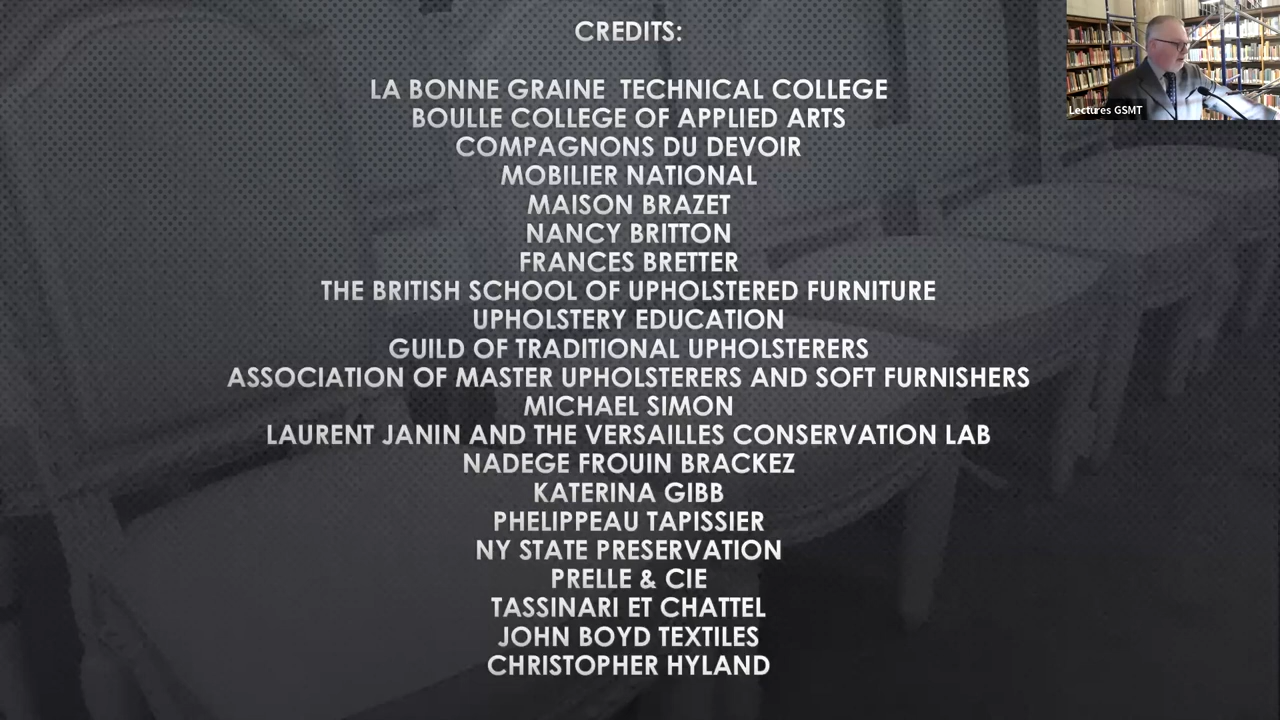 CREDITS:
LA BONNE GRAINE TECHNICAL COLLEGE
BOULLE COLLEGE OF APPLIED ARTS
COMPAGNONS DU DEVOIR
MOBILIER NATIONAL
MAISON BRAZET
NANCY BRITTON
FRANCES BRETTER
THE BRITISH SCHOOL OF UPHOLSTERED FURNITURE
UPHOLSTERY EDUCATION
GUILD OF TRADITIONAL UPHOLSTERERS
ASSOCIATION OF MASTER UPHOLSTERERS AND SOFT FURNISHERS
MICHAEL SIMON
LAURENT JANIN AND THE VERSAILLES CONSERVATION LAB
NADEGE FROUIN BRACKEZ
KATERINA GIBB
PHELIPPEAU TAPISSIER
NY STATE PRESERVATION
PRELLE & CIE
TASSINARI ET CHATTEL
JOHN BOYD TEXTILES
CHRISTOPHER HYLAND
Lectures GSMT